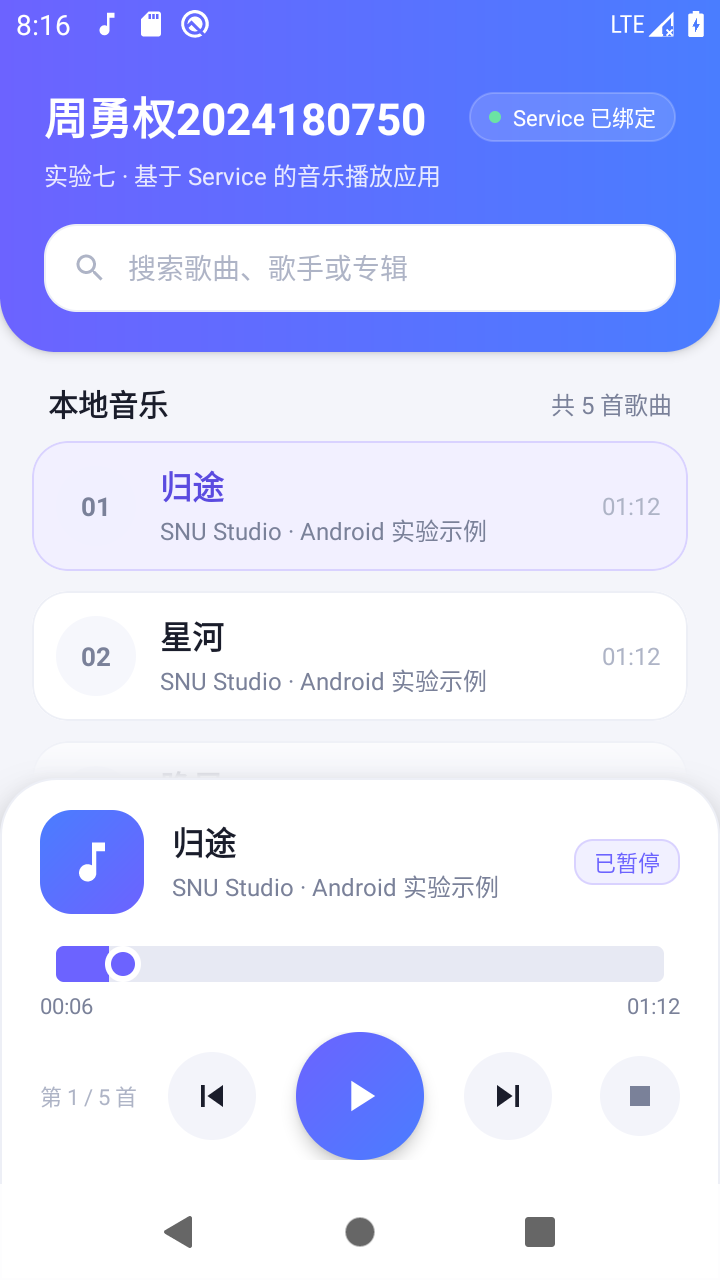 8:16
LTE
周勇权2024180750
Service 已绑定
实验七 · 基于 Service 的音乐播放应用
搜索歌曲、歌手或专辑
本地音乐
共 5 首歌曲
01
归途
SNU Studio · Android 实验示例
01:12
02
星河
SNU Studio · Android 实验示例
01:12
归途
SNU Studio · Android 实验示例
已暂停
00:06
01:12
第 1 / 5 首